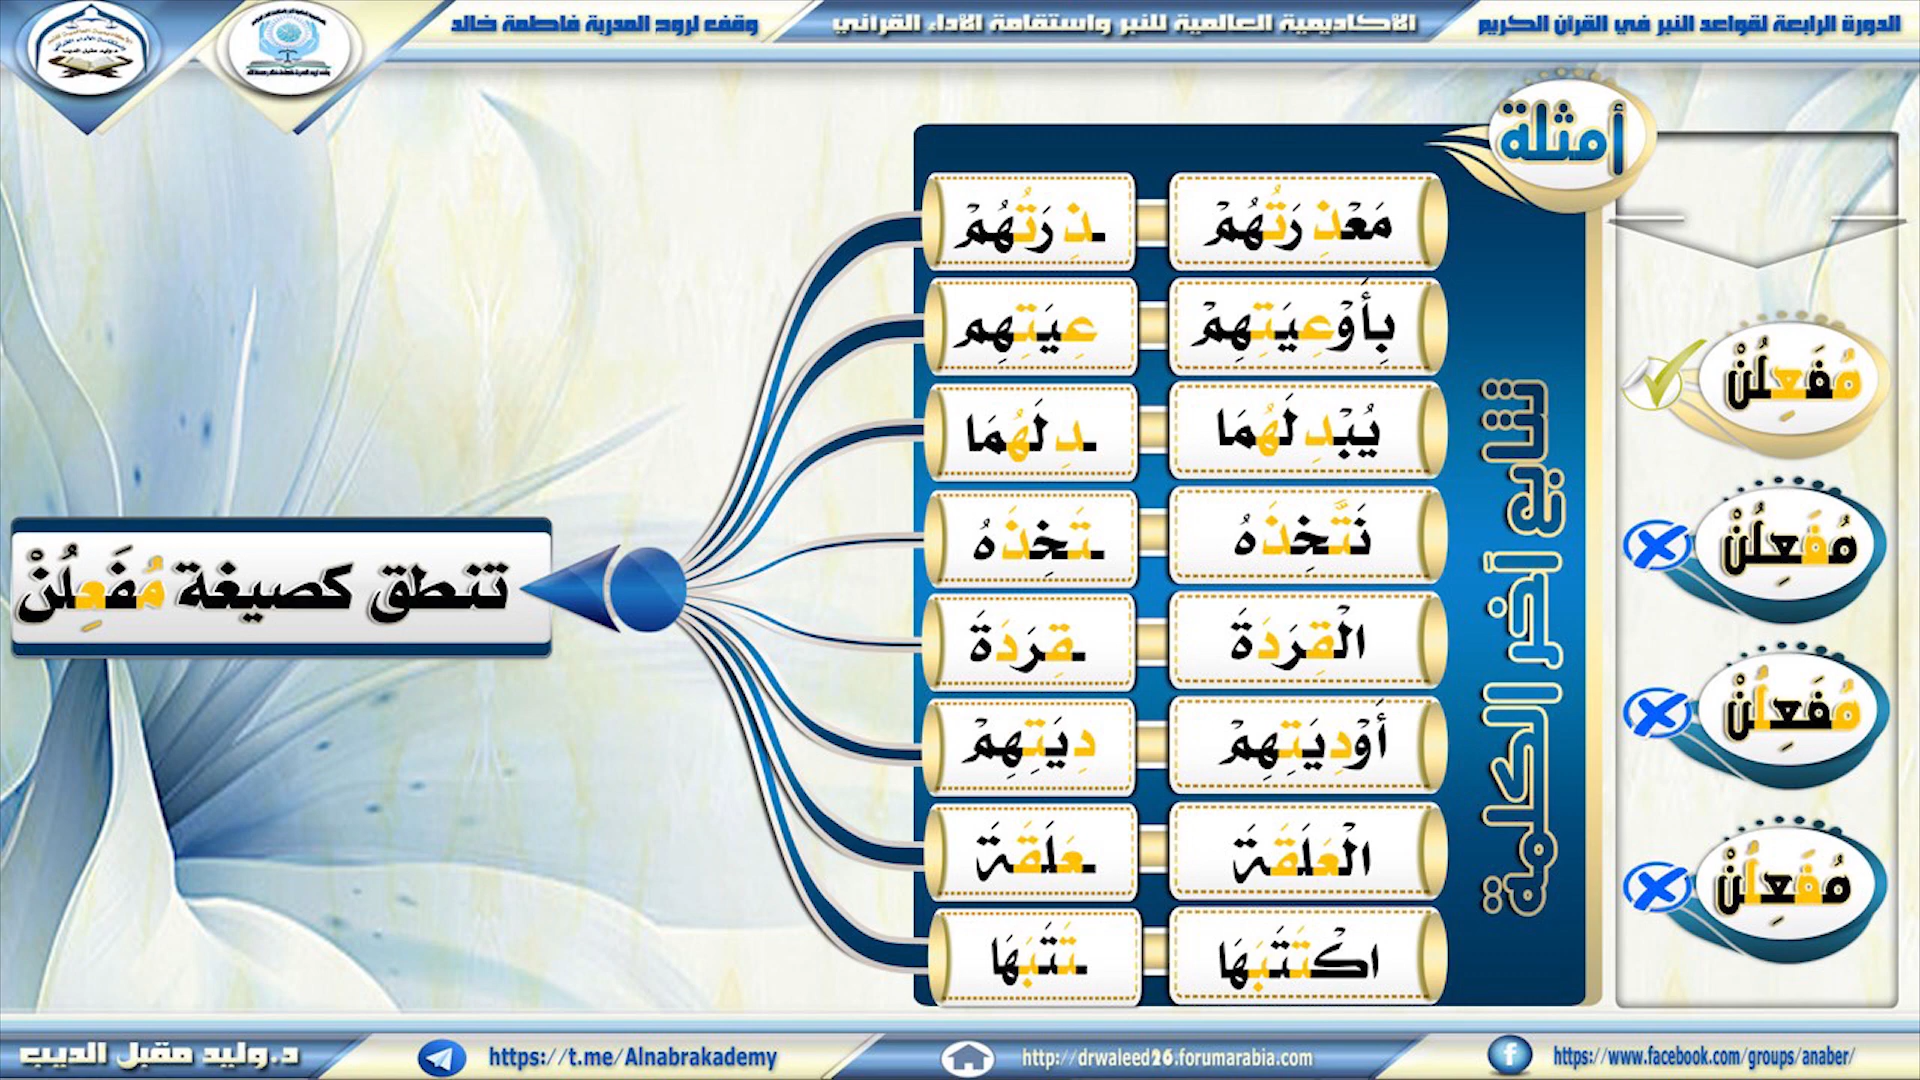 الدورة الرابعة لقواعد النبر في القرآن الكريم
الأكاديمية العالمية للنبر واستقامة الأداء القرآني
وقف لرود المدربة فاطمة خالد
أمثلة
مَعْذِرَتُهُمْ
ـذِرَتُهُمْ
بِأَوْعِيَتِهِمْ
عِيَتِهِم
يُبْدِلَهُمَا
ـدِلَهُمَا
نَتَّخِذَهُ
ـتَخِذَهُ
الْقِرَدَةَ
ـقِرَدَةَ
أَوْدِيَتِهِمْ
دِيَتِهِمْ
الْعَلَقَةَ
ـعَلَقَةَ
اكْتَتَبَهَا
ـتَتَبَهَا
تتابع آخر الكلمة
مُفَعِلُنْ
مُفَعِلُنْ
مُفَعِلُنْ
مُفَعِلُنْ
تنطق كصيغة مُفَعِلُنْ
https://www.facebook.com/groups/anaber/
http://drwaleed26.forumarabia.com
https://t.me/Alnabrakademy
د.وليد مقبل الديب